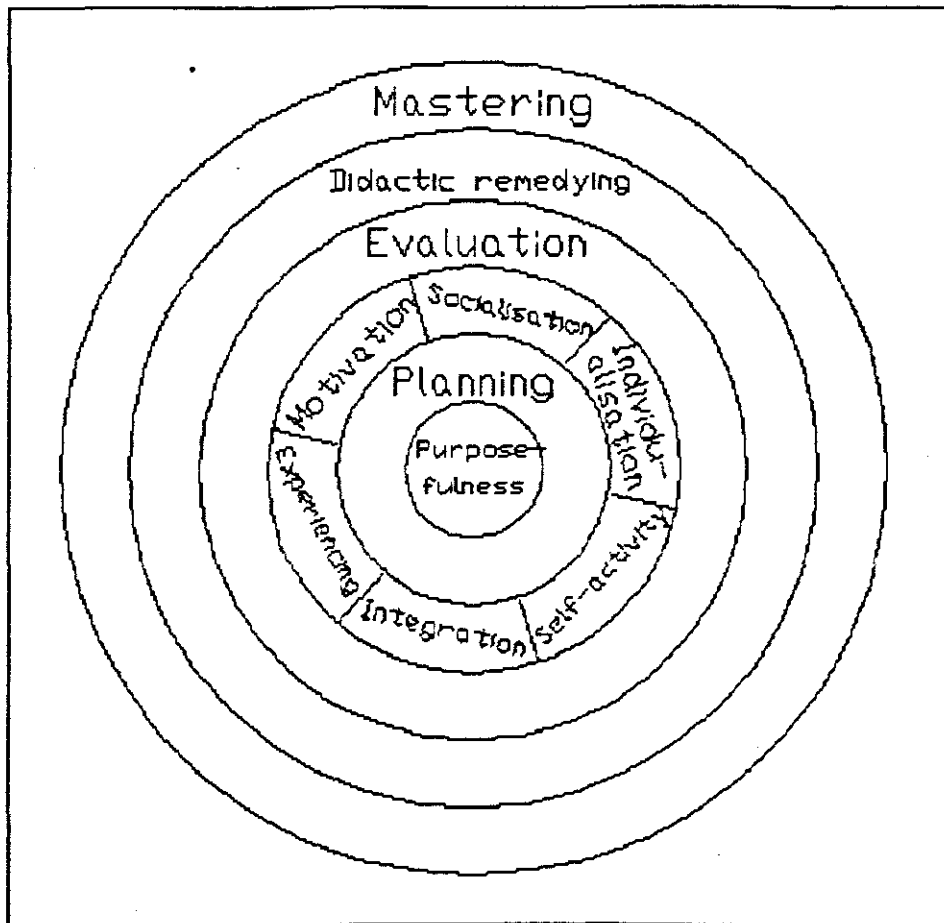 Mastering
Didactic remedying
Evaluation
Socialisation
Motivation
Individu-
alisation
Planning
Purpose-
fulness
Experiencing
Self-activity
Integration